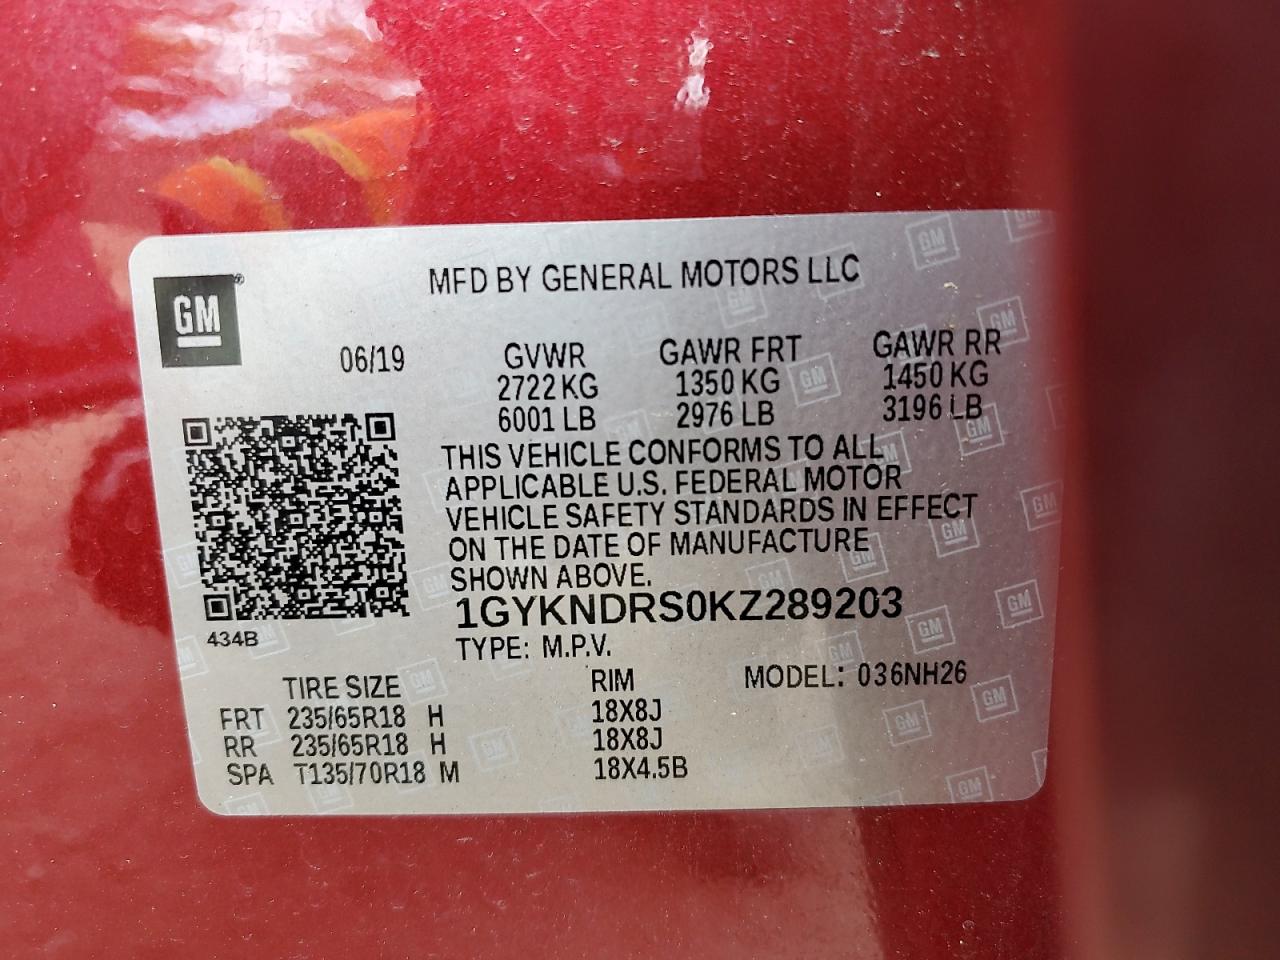 GM
MFD BY GENERAL MOTORS LLC
06/19 GVWR GAWR FRT GAWR RR
2722 KG 1350 KG 1450 KG
6001 LB 2976 LB 3196 LB
THIS VEHICLE CONFORMS TO ALL
APPLICABLE U.S. FEDERAL MOTOR
VEHICLE SAFETY STANDARDS IN EFFECT
ON THE DATE OF MANUFACTURE
SHOWN ABOVE.
1GYKNDRS0KZ289203
434B
TYPE: M.P.V.
TIRE SIZE RIM MODEL: 036NH26
FRT 235/65R18 H 18X8J
RR 235/65R18 H 18X8J
SPA T135/70R18 M 18X4.5B